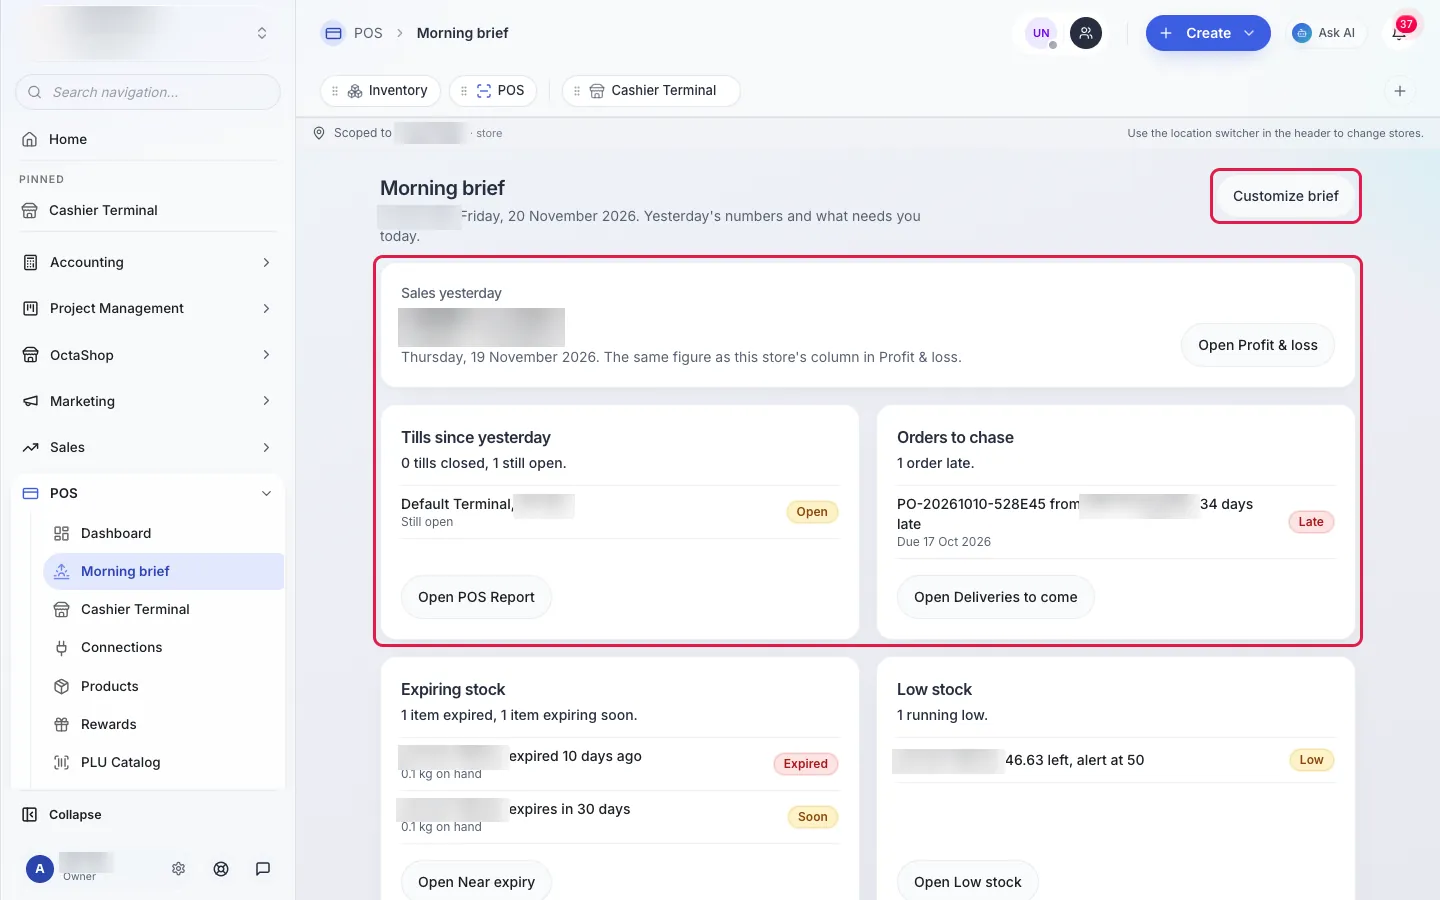 POS
Morning brief
UN
Create
Ask AI
37
Search navigation...
Inventory
POS
Cashier Terminal
Scoped to
· store
Use the location switcher in the header to change stores.
Home
PINNED
Cashier Terminal
Accounting
Project Management
OctaShop
Marketing
Sales
POS
Dashboard
Morning brief
Cashier Terminal
Connections
Products
Rewards
PLU Catalog
Collapse
A
Owner
Morning brief
Friday, 20 November 2026. Yesterday's numbers and what needs you
today.
Customize brief
Sales yesterday
Thursday, 19 November 2026. The same figure as this store's column in Profit & loss.
Open Profit & loss
Tills since yesterday
0 tills closed, 1 still open.
Default Terminal,
Still open
Open
Open POS Report
Orders to chase
1 order late.
PO-20261010-528E45 from 34 days
late
Due 17 Oct 2026
Late
Open Deliveries to come
Expiring stock
1 item expired, 1 item expiring soon.
expired 10 days ago
0.1 kg on hand
Expired
expires in 30 days
0.1 kg on hand
Soon
Open Near expiry
Low stock
1 running low.
46.63 left, alert at 50
Low
Open Low stock